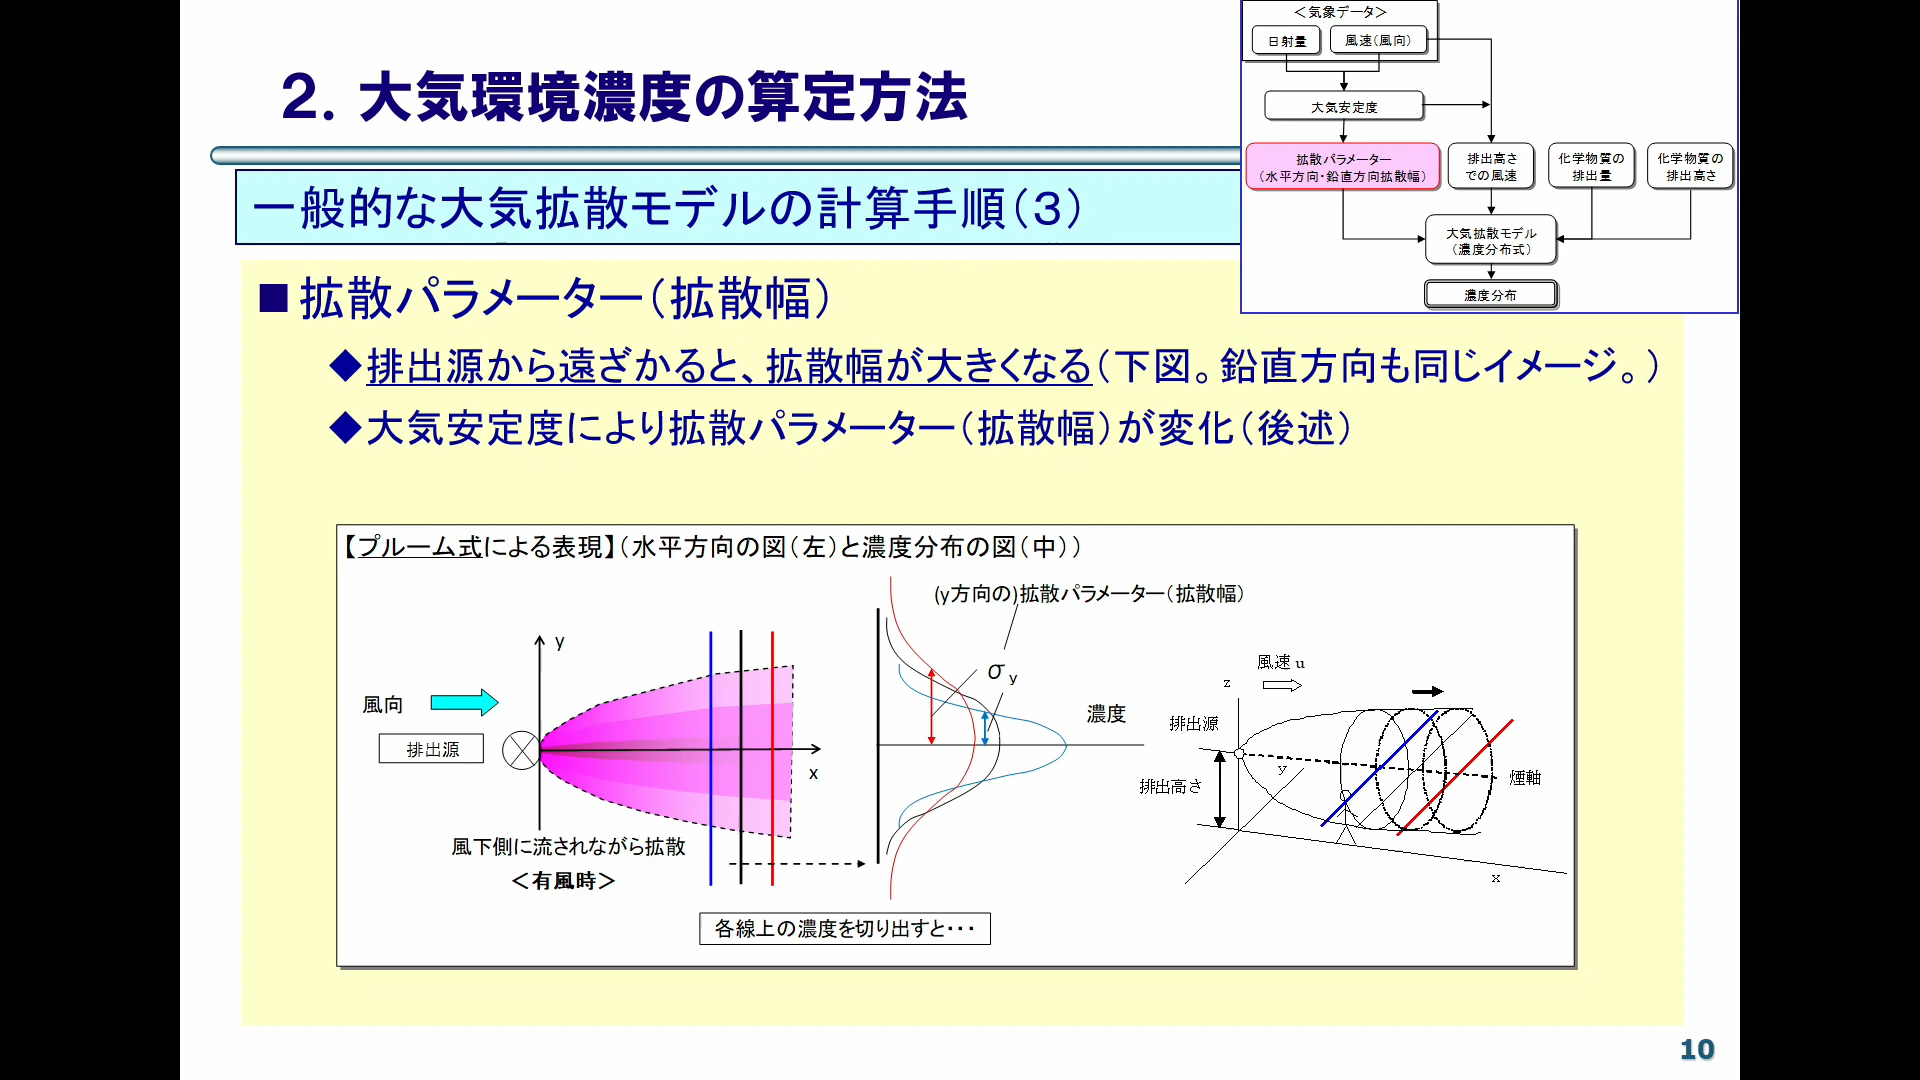 2. 大気環境濃度の算定方法
＜気象データ＞
日射量
風速(風向)
大気安定度
拡散パラメーター
(水平方向・鉛直方向拡散幅)
排出高さ
での風速
化学物質の
排出量
化学物質の
排出高さ
大気拡散モデル
(濃度分布式)
濃度分布
一般的な大気拡散モデルの計算手順(3)
■拡散パラメーター(拡散幅)
◆排出源から遠ざかると、拡散幅が大きくなる(下図。鉛直方向も同じイメージ。)
◆大気安定度により拡散パラメーター(拡散幅)が変化(後述)
【プルーム式による表現】(水平方向の図(左)と濃度分布の図(中))
(y方向の)拡散パラメーター(拡散幅)
y
風向
排出源
x
風下側に流されながら拡散
＜有風時＞
各線上の濃度を切り出すと・・・
σy
濃度
風速 u
z
排出源
y
排出高さ
煙軸
x
10